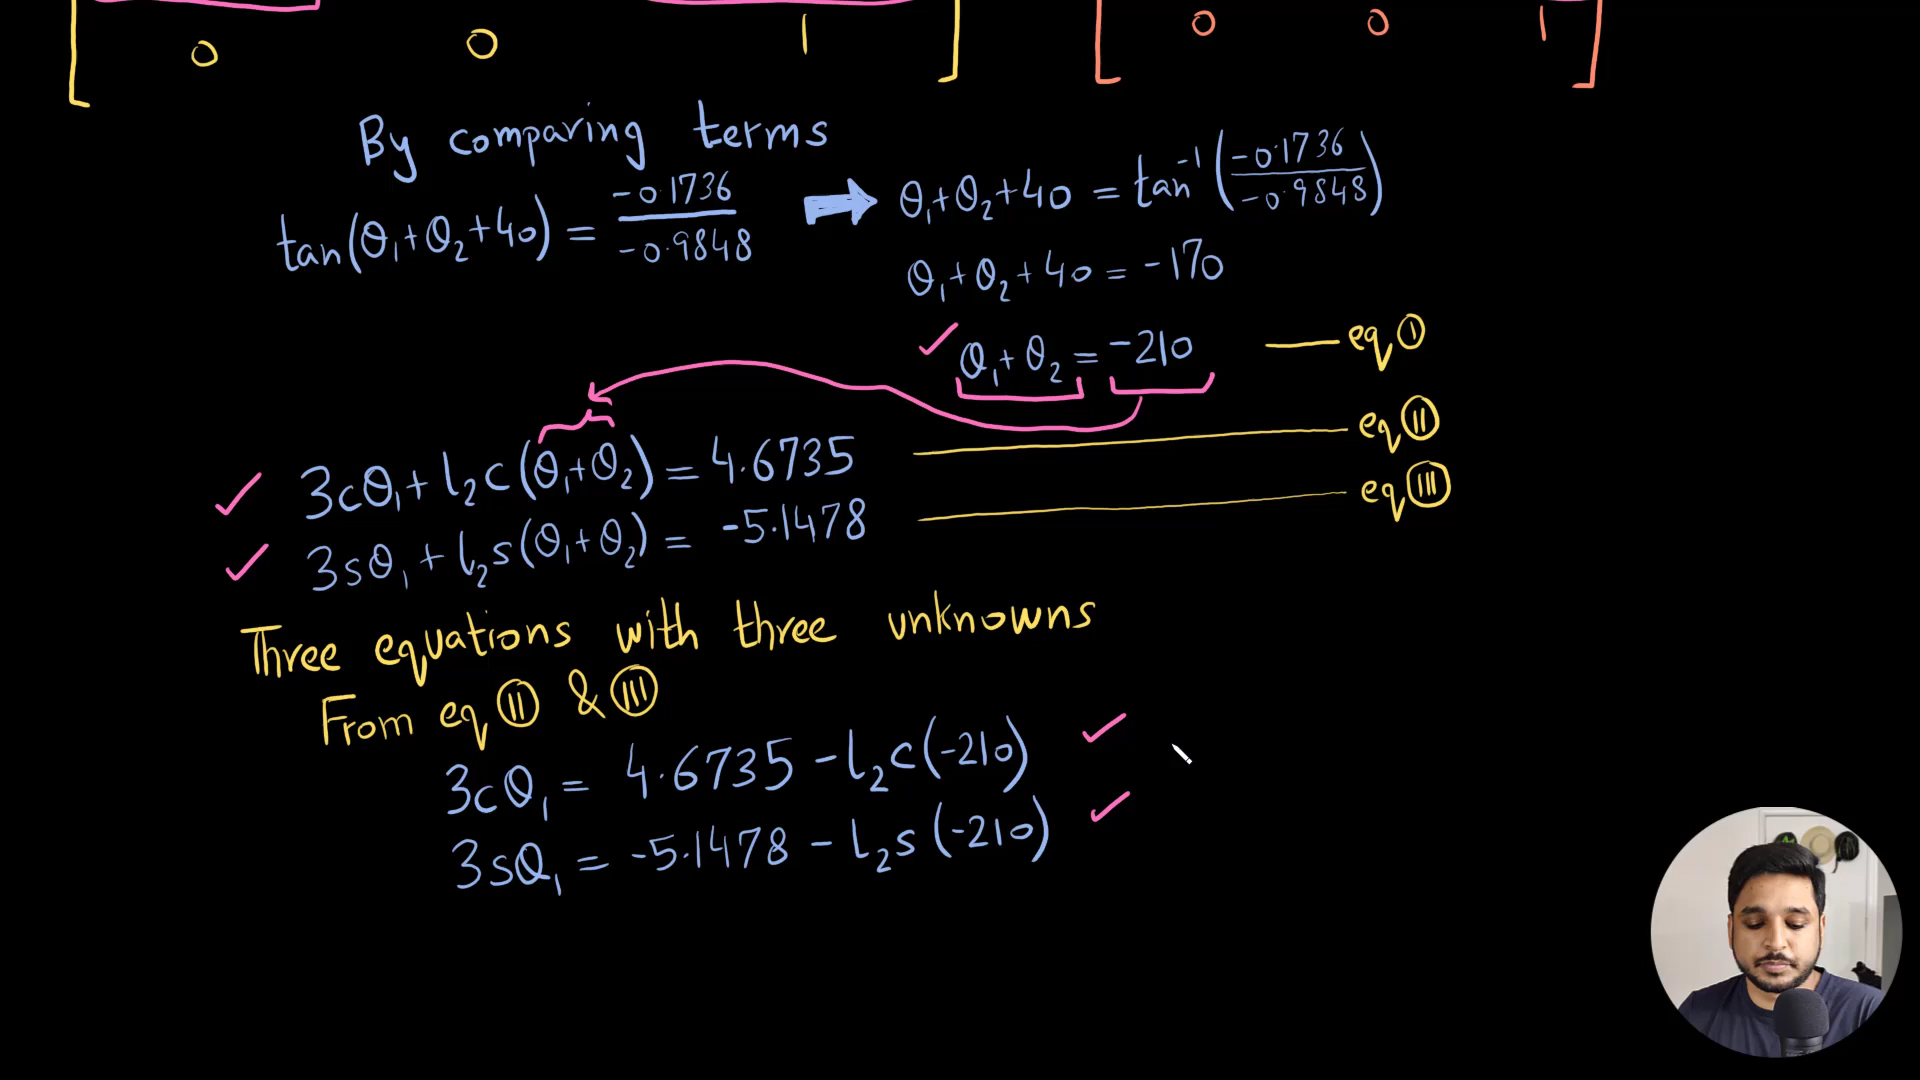 0 0 1 0 0 1
By comparing terms
tan(θ₁+θ₂+40) = -0.1736 / -0.9848 ➡ θ₁+θ₂+40 = tan⁻¹(-0.1736 / -0.9848)
θ₁+θ₂+40 = -170
✓ θ₁+θ₂ = -210 — eq Ⅰ
✓ 3cθ₁+l₂c(θ₁+θ₂) = 4.6735 — eq Ⅱ
✓ 3sθ₁+l₂s(θ₁+θ₂) = -5.1478 — eq Ⅲ
Three equations with three unknowns
From eq Ⅱ & Ⅲ
3cθ₁ = 4.6735 - l₂c(-210) ✓
3sθ₁ = -5.1478 - l₂s(-210) ✓